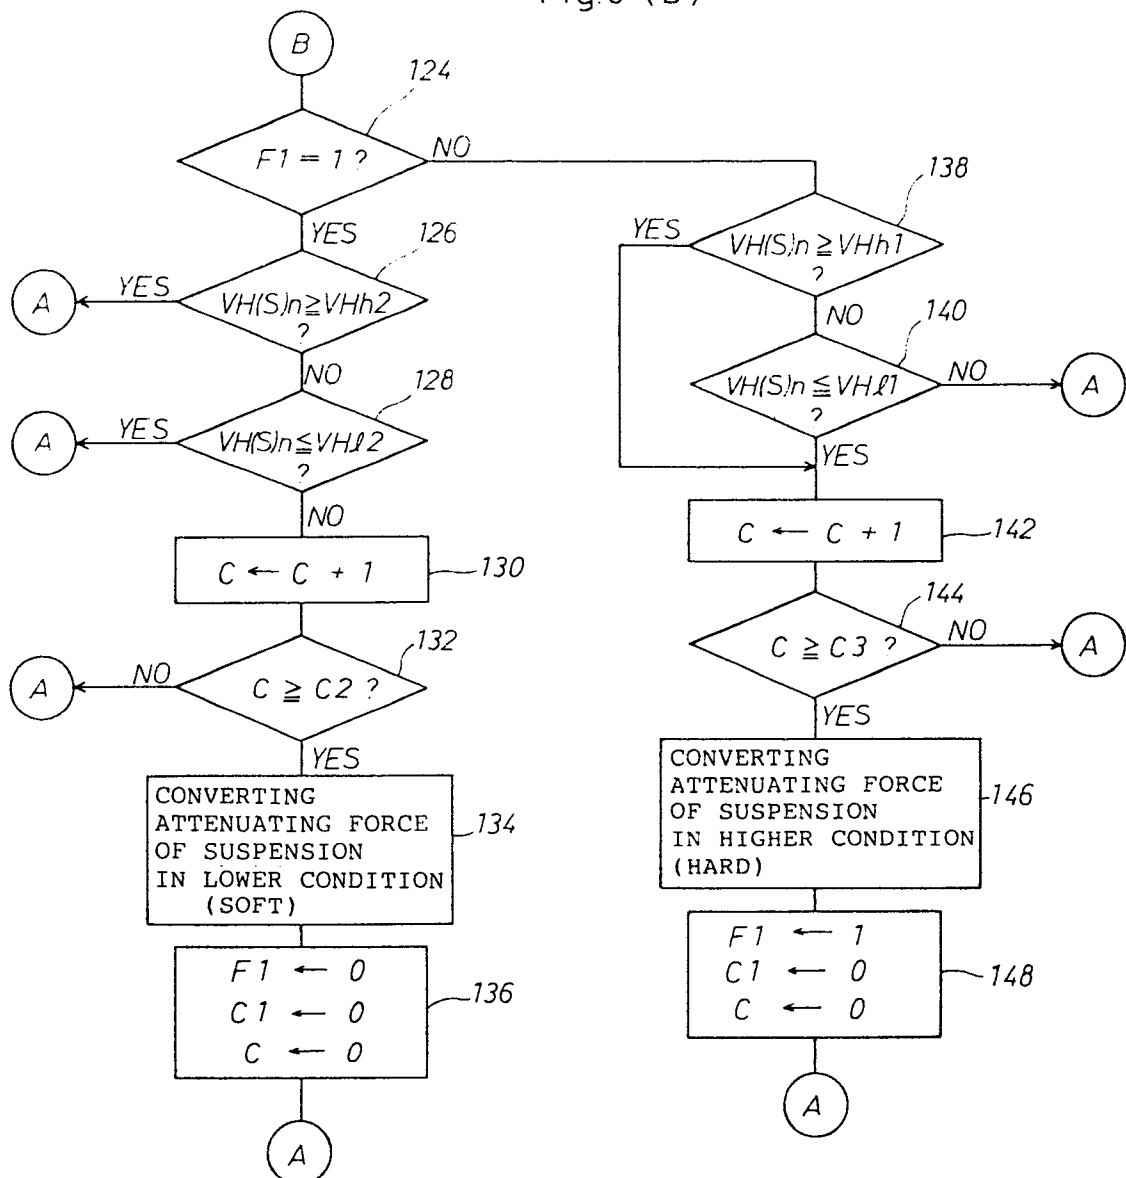 Fig.6 (B)
B
124
F1 = 1 ?
NO
YES
138
VH(S)n ≧ VHh1
?
YES
NO
126
VH(S)n ≧ VHh2
?
YES
A
NO
140
VH(S)n ≦ VHℓ1
?
NO
A
YES
128
VH(S)n ≦ VHℓ2
?
YES
A
NO
C ← C + 1
130
C ← C + 1
142
132
C ≧ C2 ?
NO
A
YES
144
C ≧ C3 ?
NO
A
YES
CONVERTING
ATTENUATING FORCE
OF SUSPENSION
IN LOWER CONDITION
(SOFT)
134
CONVERTING
ATTENUATING FORCE
OF SUSPENSION
IN HIGHER CONDITION
(HARD)
146
F1 ← 0
C1 ← 0
C ← 0
136
A
F1 ← 1
C1 ← 0
C ← 0
148
A